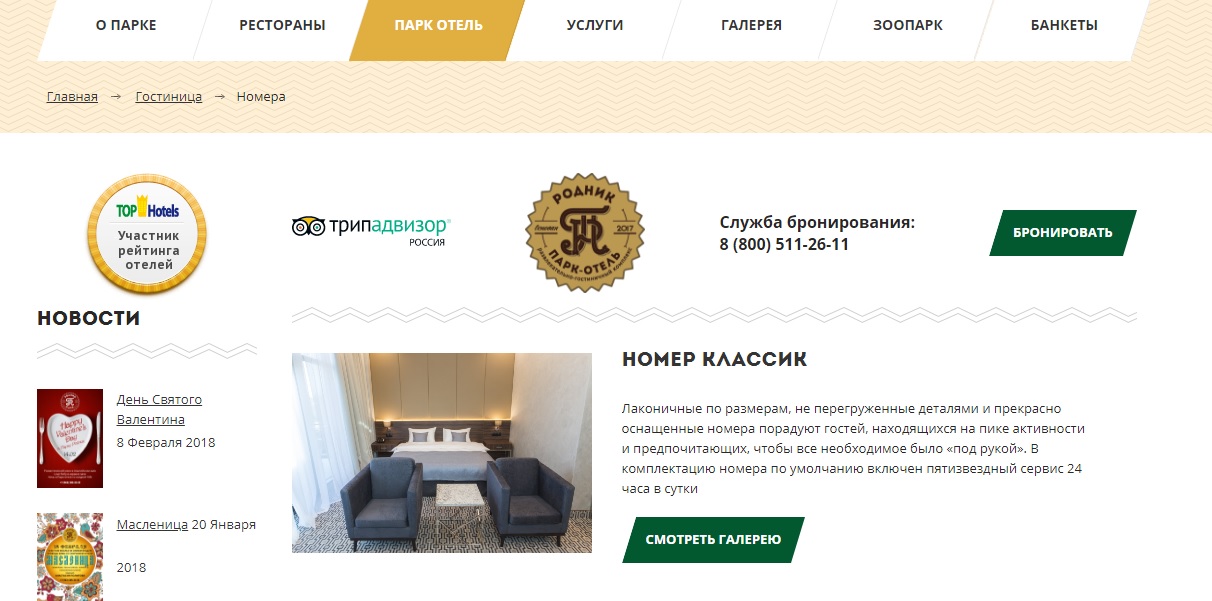 О ПАРКЕ
РЕСТОРАНЫ
ПАРК ОТЕЛЬ
УСЛУГИ
ГАЛЕРЕЯ
ЗООПАРК
БАНКЕТЫ
Главная → Гостиница → Номера
TOP Hotels
Участник
рейтинга
отелей
трипадвизор®
РОССИЯ
РОДНИК
2017
ПАРК-ОТЕЛЬ
Служба бронирования:
8 (800) 511-26-11
БРОНИРОВАТЬ
НОВОСТИ
День Святого
Валентина
8 Февраля 2018
Масленица 20 Января
2018
Happy
Valentine's
Day
МАСЛЕНИЦА
НОМЕР КЛАССИК
Лаконичные по размерам, не перегруженные деталями и прекрасно
оснащенные номера порадуют гостей, находящихся на пике активности
и предпочитающих, чтобы все необходимое было «под рукой». В
комплектацию номера по умолчанию включен пятизвездный сервис 24
часа в сутки
СМОТРЕТЬ ГАЛЕРЕЮ